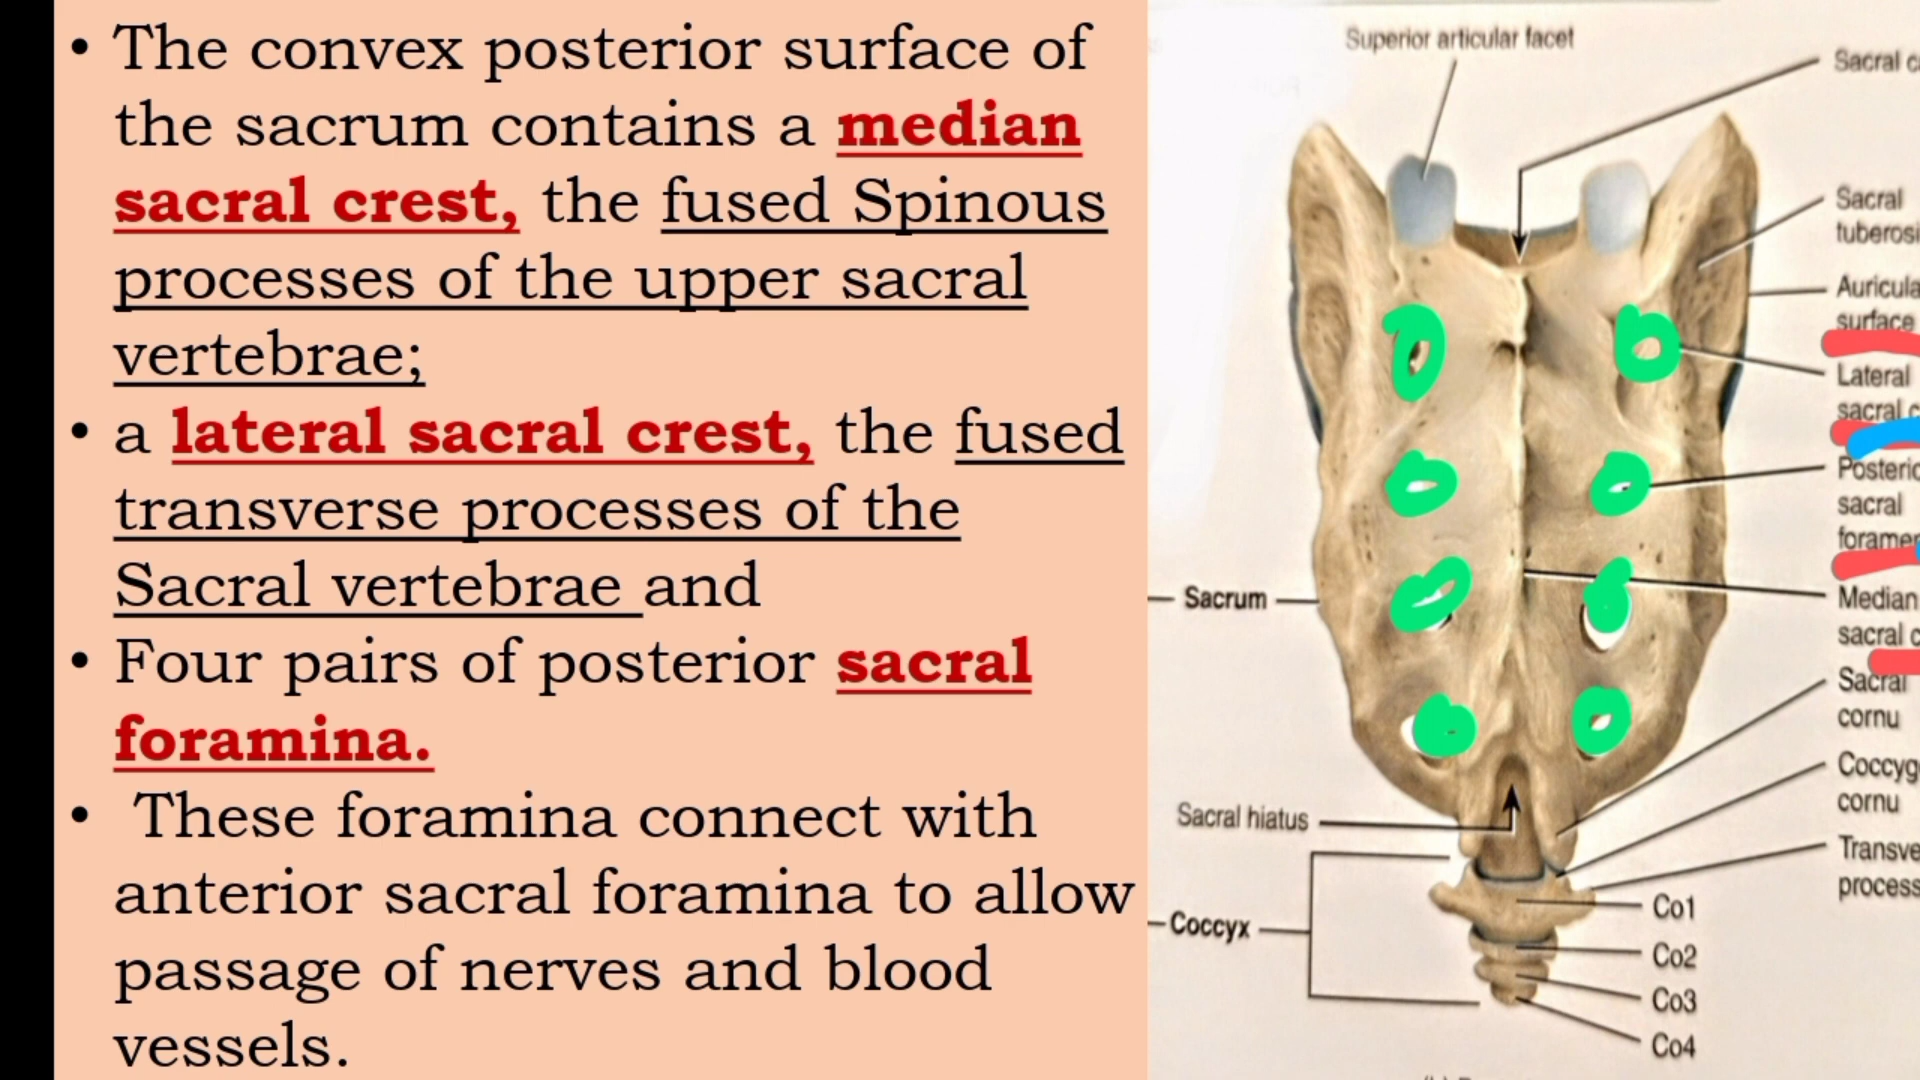 • The convex posterior surface of
the sacrum contains a median
sacral crest, the fused Spinous
processes of the upper sacral
vertebrae;
• a lateral sacral crest, the fused
transverse processes of the
Sacral vertebrae and
• Four pairs of posterior sacral
foramina.
• These foramina connect with
anterior sacral foramina to allow
passage of nerves and blood
vessels.
Superior articular facet
Sacral
Sacral
Auricula
surface
Lateral
sacral
sacral
Median
sacral
Sacral
cornu
cornu
process
Sacrum
Sacral hiatus
Coccyx
Co1
Co2
Co3
Co4